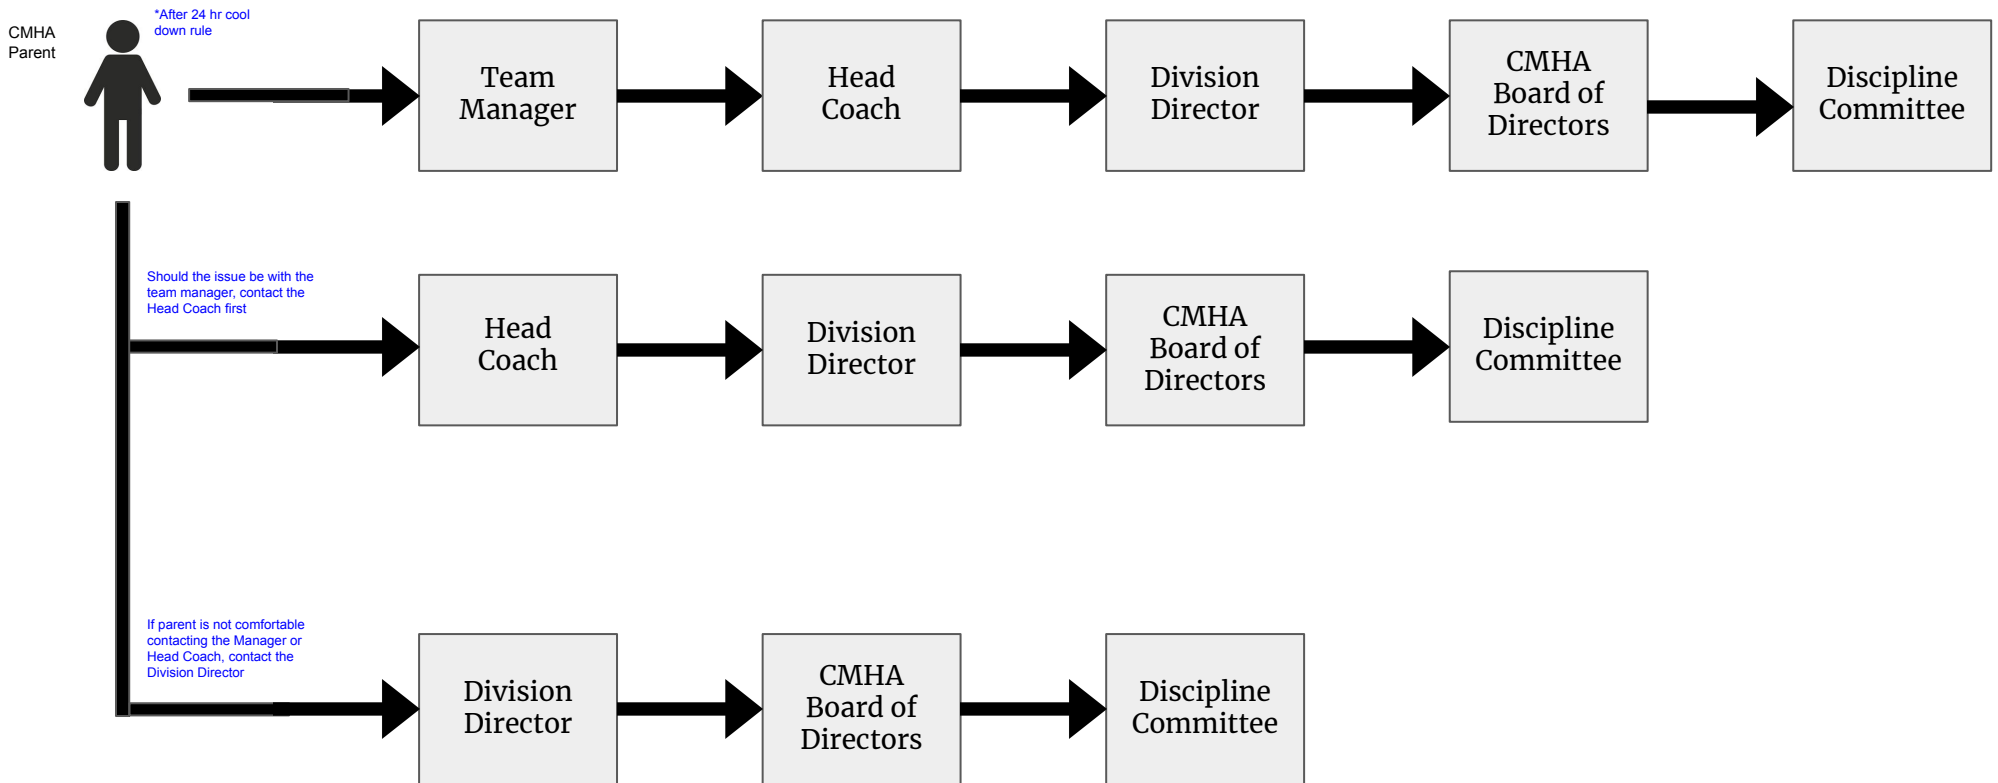 CMHA
Parent
*After 24 hr cool
down rule
Team
Manager
Head
Coach
Division
Director
CMHA
Board of
Directors
Discipline
Committee
Should the issue be with the
team manager, contact the
Head Coach first
Head
Coach
Division
Director
CMHA
Board of
Directors
Discipline
Committee
If parent is not comfortable
contacting the Manager or
Head Coach, contact the
Division Director
Division
Director
CMHA
Board of
Directors
Discipline
Committee